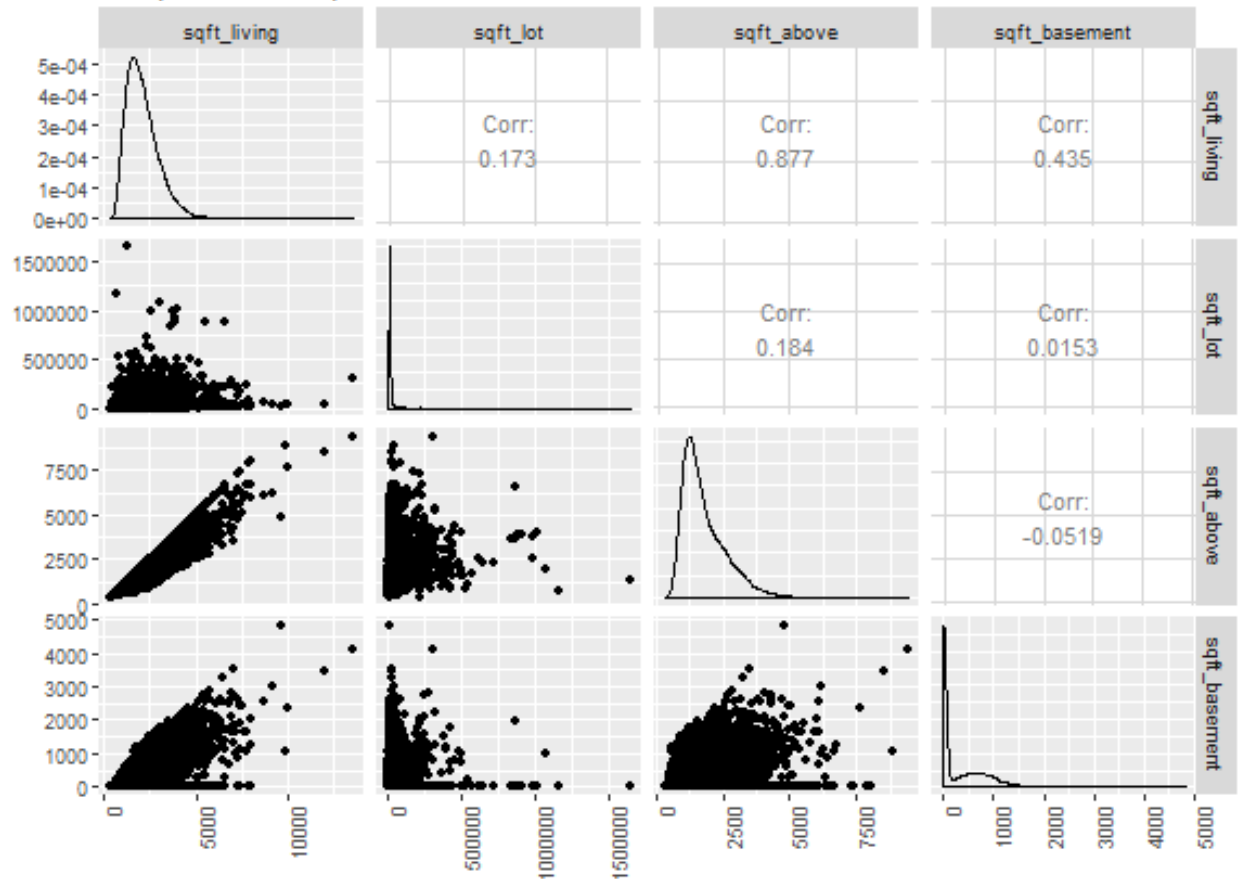 sqft_living sqft_lot sqft_above sqft_basement
5e-04
4e-04
3e-04
2e-04
1e-04
0e+00
Corr:
0.173
Corr:
0.877
Corr:
0.435
sqft_living
1500000
1000000
500000
0
Corr:
0.184
Corr:
0.0153
sqft_lot
7500
5000
2500
0
Corr:
-0.0519
sqft_above
5000
4000
3000
2000
1000
0
sqft_basement
0 5000 10000 0 500000 1000000 1500000 0 2500 5000 7500 0 1000 2000 3000 4000 5000